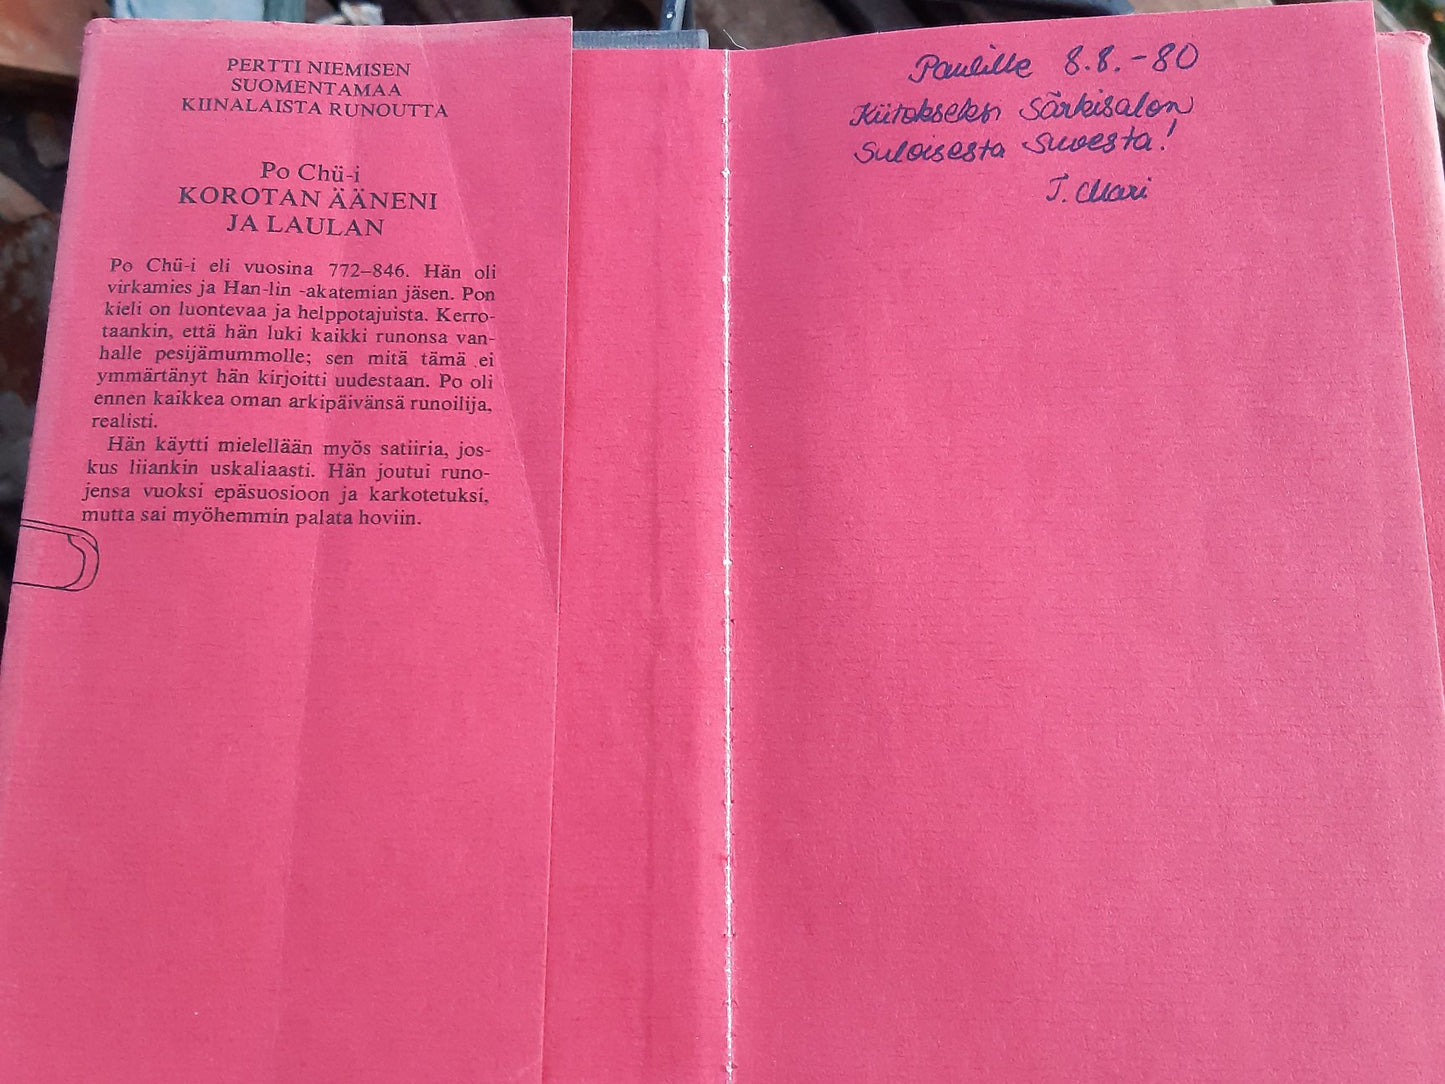 PERTTI NIEMISEN
SUOMENTAMAA
KIINALAISTA RUNOUTTA
Po Chü-i
KOROTAN ÄÄNENI
JA LAULAN
Po Chü-i eli vuosina 772–846. Hän oli
virkamies ja Han-lin -akatemian jäsen. Pon
kieli on luontevaa ja helppotajuista. Kerro-
taankin, että hän luki kaikki runonsa van-
halle pesijämummolle; sen mitä tämä ei
ymmärtänyt hän kirjoitti uudestaan. Po oli
ennen kaikkea oman arkipäivänsä runoilija,
realisti.
Hän käytti mielellään myös satiiria, jos-
kus liiankin uskaliaasti. Hän joutui runo-
jensa vuoksi epäsuosioon ja karkotetuksi,
mutta sai myöhemmin palata hoviin.
Paulille 8.8.-80
Kiitokseksi Särkisalon
suloisesta suvesta!
T. Mari